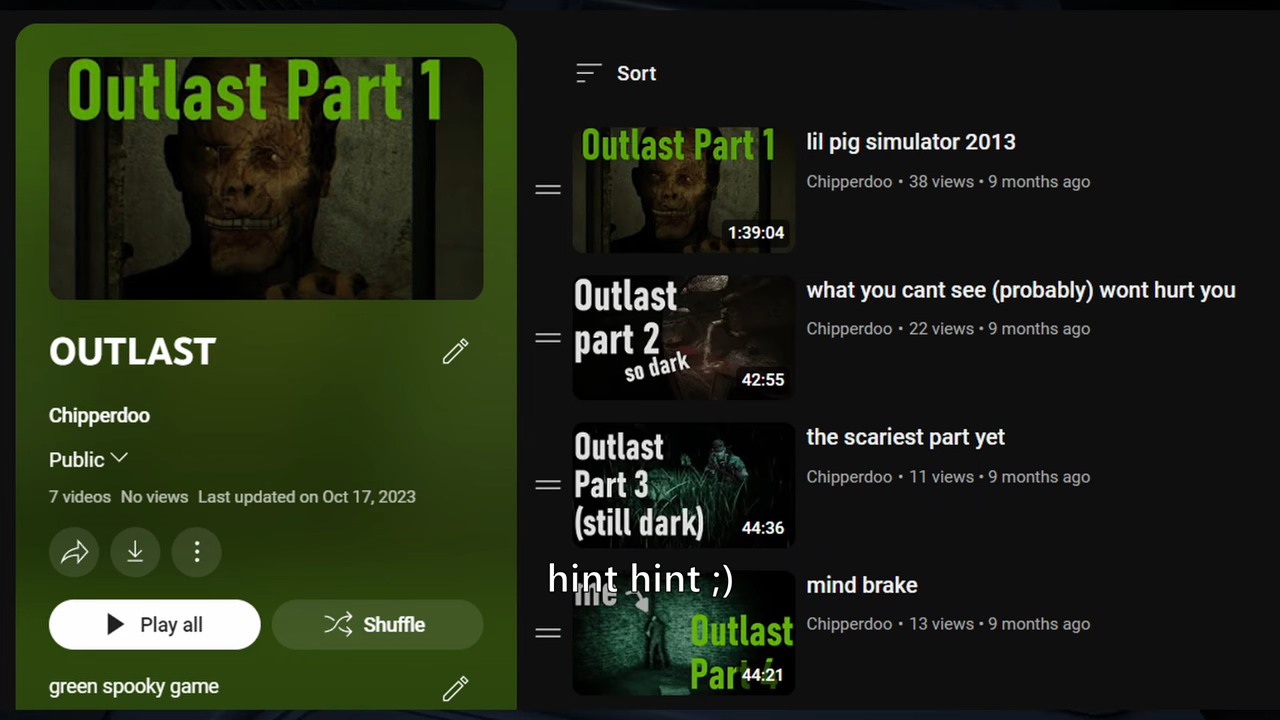 Outlast Part 1
OUTLAST
Chipperdoo
Public
7 videos No views Last updated on Oct 17, 2023
Play all
Shuffle
green spooky game
Sort
Outlast Part 1
1:39:04
lil pig simulator 2013
Chipperdoo • 38 views • 9 months ago
Outlast
part 2
so dark
42:55
what you cant see (probably) wont hurt you
Chipperdoo • 22 views • 9 months ago
Outlast
Part 3
(still dark)
44:36
the scariest part yet
Chipperdoo • 11 views • 9 months ago
hint hint ;)
me
Outlast
Part 4
44:21
mind brake
Chipperdoo • 13 views • 9 months ago